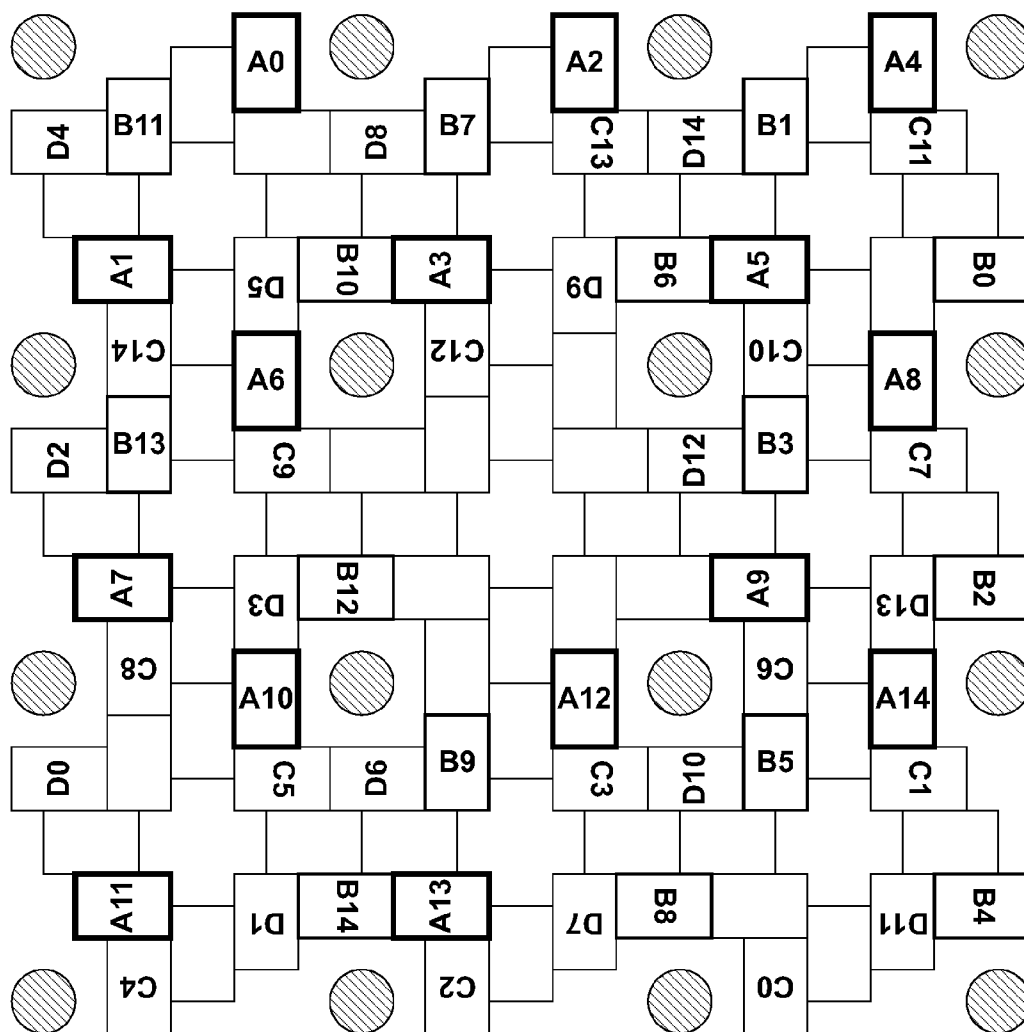 A0 A2 A4
D4 B11 D8 B7 C13 D14 B1 C11
A1 D5 B10 A3 D9 B6 A5 B0
C14 A6 C12 C10 A8
D2 B13 C9 D12 B3 C7
A7 D3 B12 A9 D13 B2
C8 A10 A12 C6 A14
D0 C5 D6 B9 C3 D10 B5 C1
A11 D1 B14 A13 D7 B8 D11 B4
C4 C2 C0